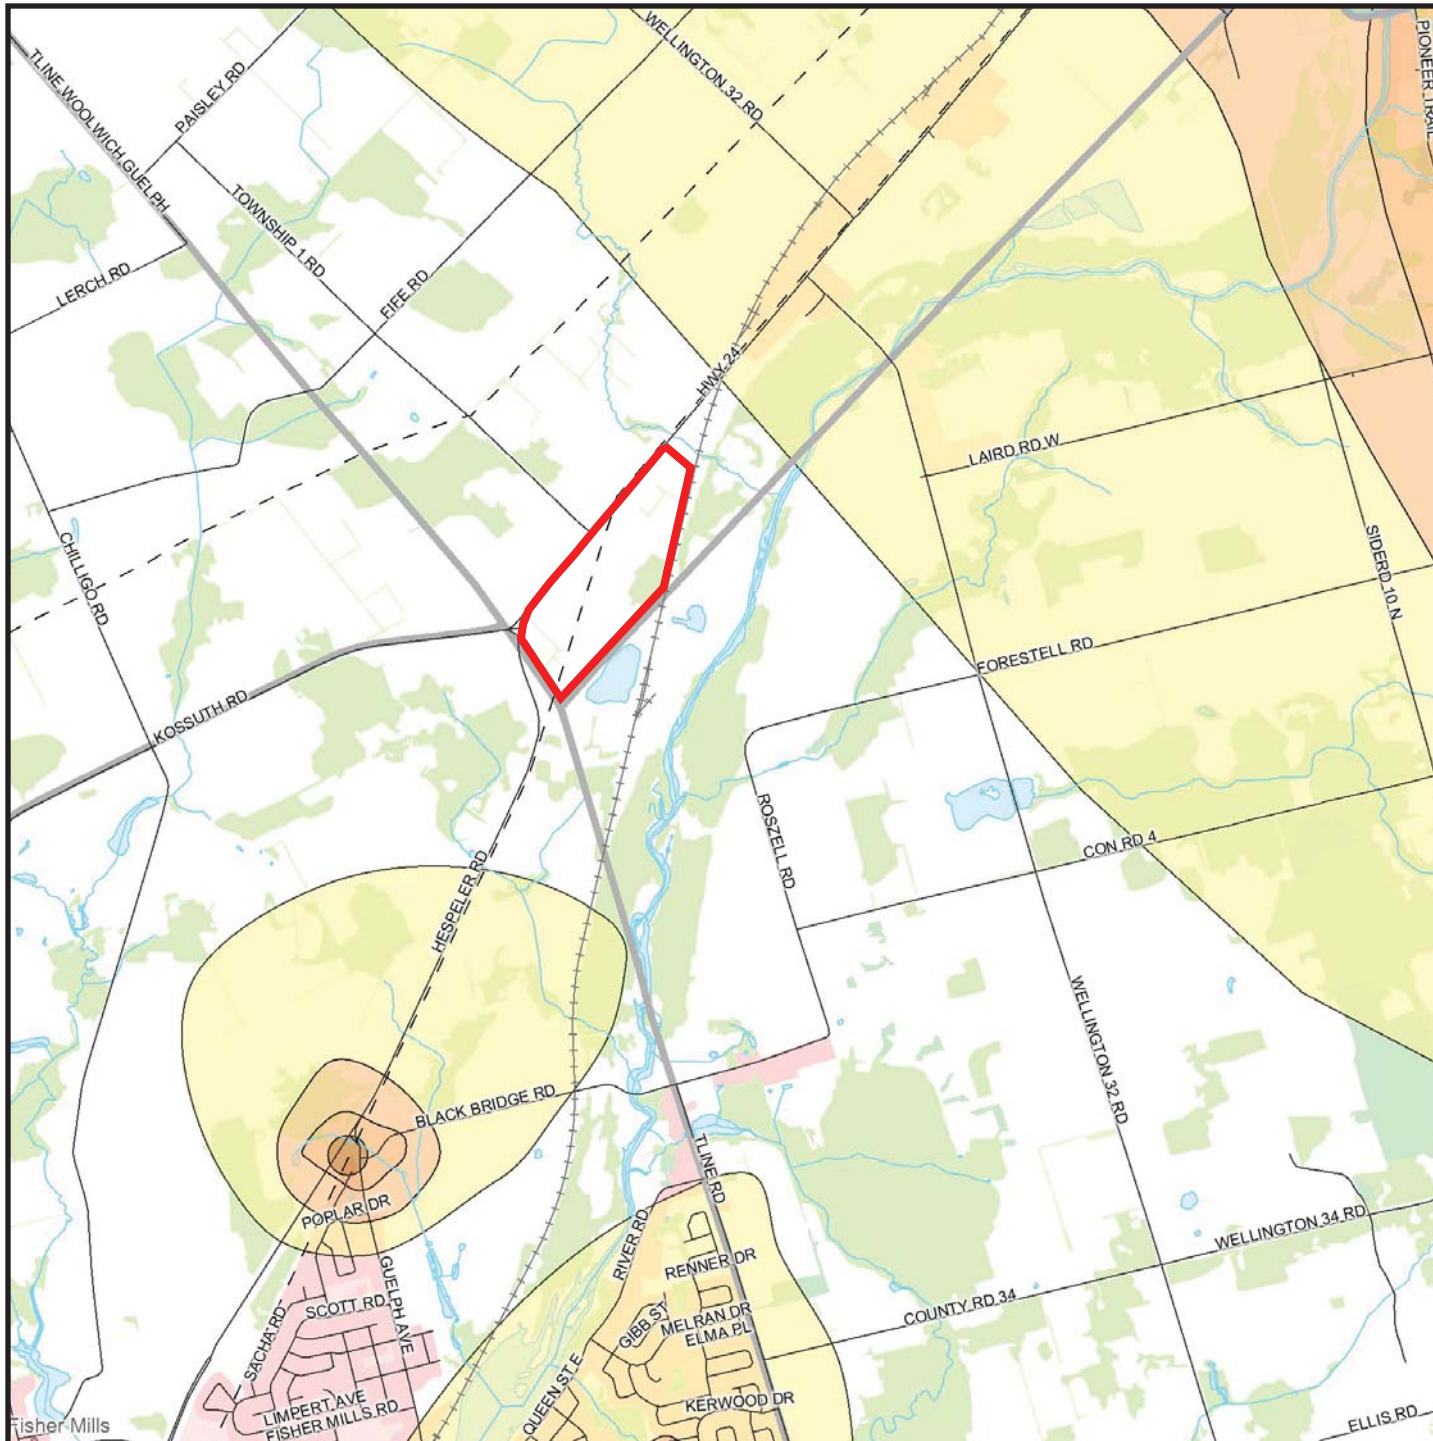 WELLINGTON 32 RD
PIONEER TRAIL
TLINE WOOLWICH GUELPH
PAISLEY RD
TOWNSHIP 1 RD
LERCH RD
FIFE RD
HWY 24
LAIRD RD W
CHILLIGO RD
SIDERD 10 N
FORESTELL RD
KOSSUTH RD
ROSZELL RD
CON RD 4
HESPELER RD
WELLINGTON 32 RD
BLACK BRIDGE RD
TLINE RD
POPLAR DR
RIVER RD
WELLINGTON 34 RD
RENNER DR
GUELPH AVE
SCOTT RD
SACHA RD
GIBB ST
MELRAN DR
ELMA PL
COUNTY RD 34
QUEEN ST E
KERWOOD DR
LIMPERT AVE
FISHER MILLS RD
Fisher Mills
ELLIS RD